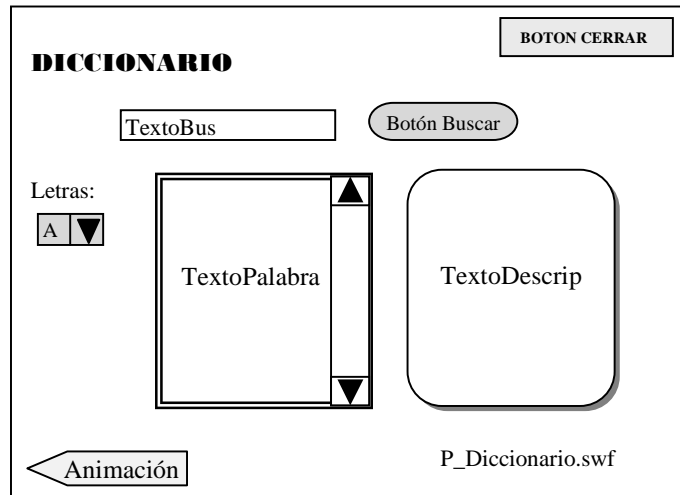 BOTON CERRAR
DICCIONARIO
TextoBus
Botón Buscar
Letras:
A
TextoPalabra
TextoDescrip
Animación
P_Diccionario.swf